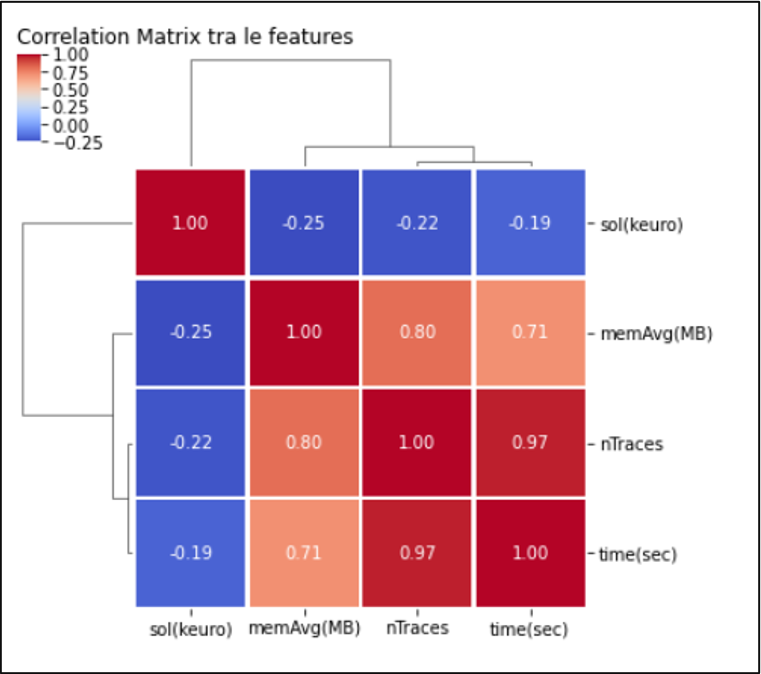 Correlation Matrix tra le features
1.00
0.75
0.50
0.25
0.00
−0.25
1.00 -0.25 -0.22 -0.19 sol(keuro)
-0.25 1.00 0.80 0.71 memAvg(MB)
-0.22 0.80 1.00 0.97 nTraces
-0.19 0.71 0.97 1.00 time(sec)
sol(keuro) memAvg(MB) nTraces time(sec)